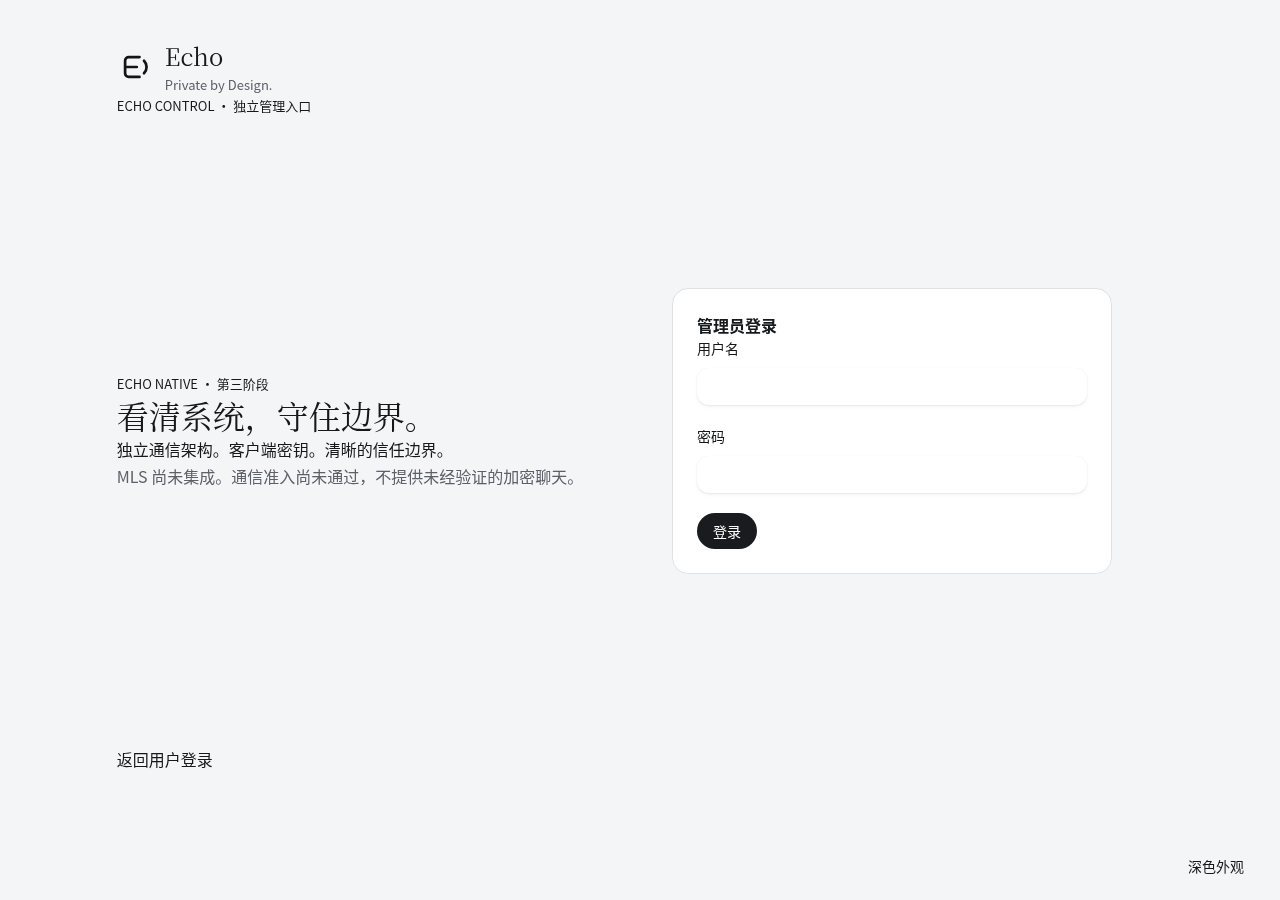 Echo
Private by Design.
ECHO CONTROL · 独立管理入口
ECHO NATIVE · 第三阶段
看清系统，守住边界。
独立通信架构。客户端密钥。清晰的信任边界。
MLS 尚未集成。通信准入尚未通过，不提供未经验证的加密聊天。
返回用户登录
管理员登录
用户名
密码
登录
深色外观